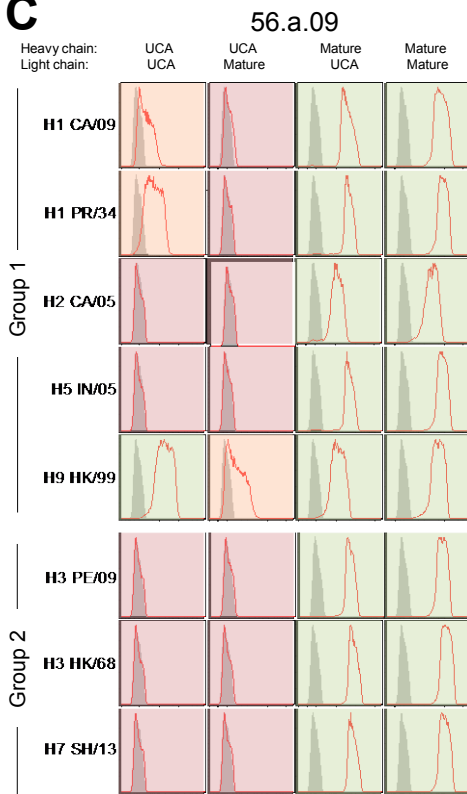 C
56.a.09
Heavy chain: UCA UCA Mature Mature
Light chain: UCA Mature UCA Mature
Group 1
H1 CA/09
H1 PR/34
H2 CA/05
H5 IN/05
H9 HK/99
Group 2
H3 PE/09
H3 HK/68
H7 SH/13